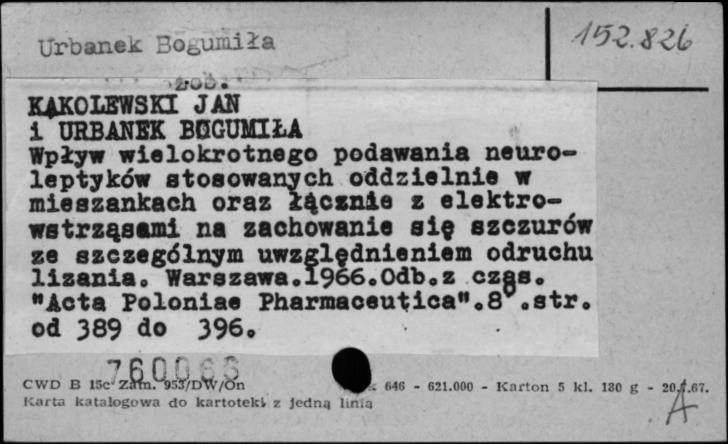 Urbanek Bogumiła
152.826
zob.
KĄKOLEWSKI JAN
i URBANEK BOGUMIŁA
Wpływ wielokrotnego podawania neuro-
leptyków stosowanych oddzielnie w
mieszankach oraz łącznie z elektro-
wstrząsami na zachowanie się szczurów
ze szczególnym uwzględnieniem odruchu
lizania. Warszawa.1966.Odb.z czas.
"Acta Poloniae Pharmaceutica".8°.str.
od 389 do 396.
760066
CWD B 15c Zam. 953/DW/On 646 - 621.000 - Karton 5 kl. 180 g - 67.
Karta katalogowa do kartoteki z jedną linią
A